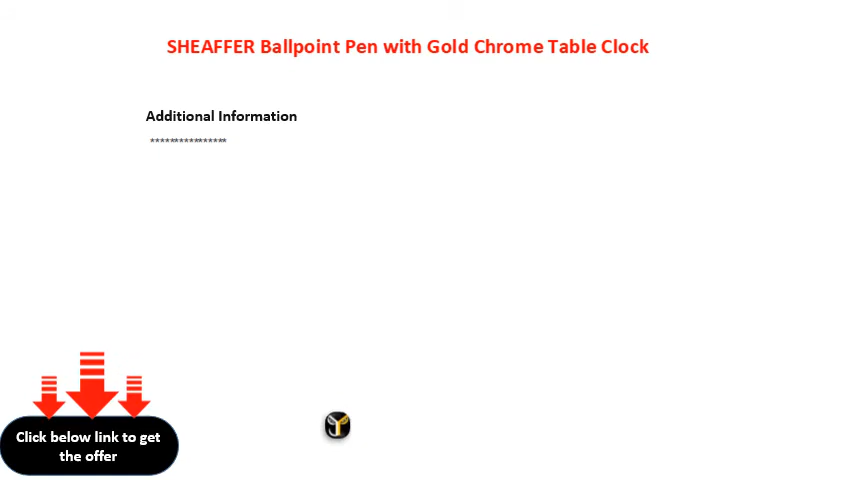 SHEAFFER Ballpoint Pen with Gold Chrome Table Clock
Additional Information
****************
Click below link to get
the offer